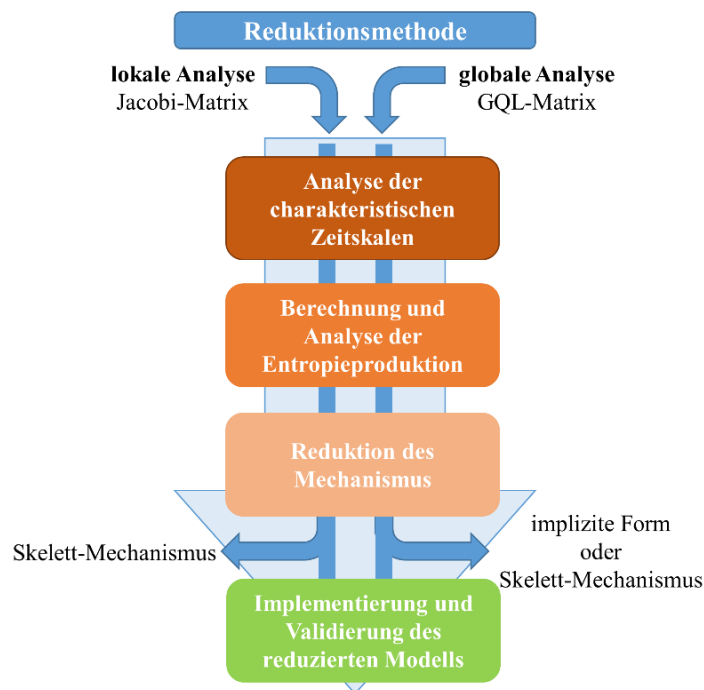 Reduktionsmethode
lokale Analyse
Jacobi-Matrix
globale Analyse
GQL-Matrix
Analyse der
charakteristischen
Zeitskalen
Berechnung und
Analyse der
Entropieproduktion
Reduktion des
Mechanismus
Skelett-Mechanismus
implizite Form
oder
Skelett-Mechanismus
Implementierung und
Validierung des
reduzierten Modells